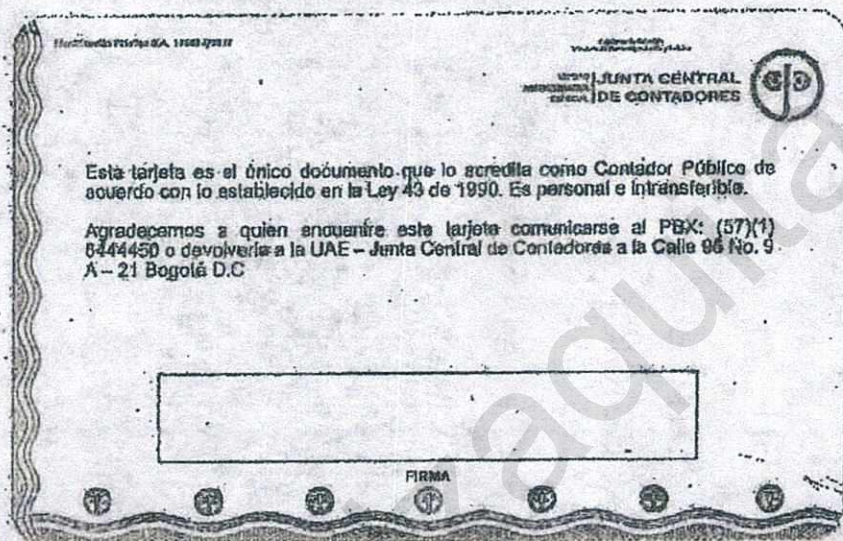 JUNTA CENTRAL
DE CONTADORES
Esta tarjeta es el único documento que lo acredita como Contador Público de
acuerdo con lo establecido en la Ley 43 de 1990. Es personal e intransferible.
Agradecemos a quien encuentre esta tarjeta comunicarse al PBX: (57)(1)
6444450 o devolverla a la UAE – Junta Central de Contadores a la Calle 96 No. 9
A – 21 Bogotá D.C
FIRMA